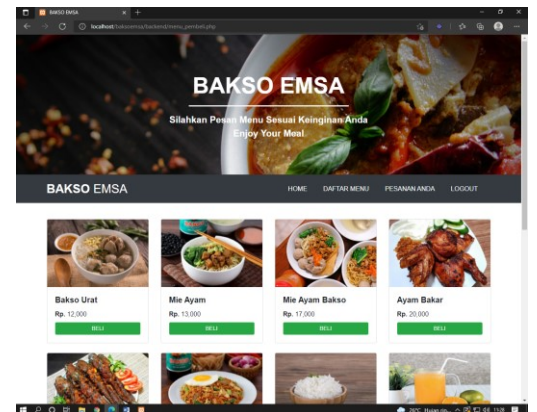 BAKSO EMSA
localhost/baksoemsa/backend/menu_pembeli.php
BAKSO EMSA
Silahkan Pesan Menu Sesuai Keinginan Anda
Enjoy Your Meal
BAKSO EMSA
HOME DAFTAR MENU PESANAN ANDA LOGOUT
Bakso Urat
Rp. 12,000
BELI
Mie Ayam
Rp. 13,000
BELI
Mie Ayam Bakso
Rp. 17,000
BELI
Ayam Bakar
Rp. 20,000
BELI
26°C Hujan